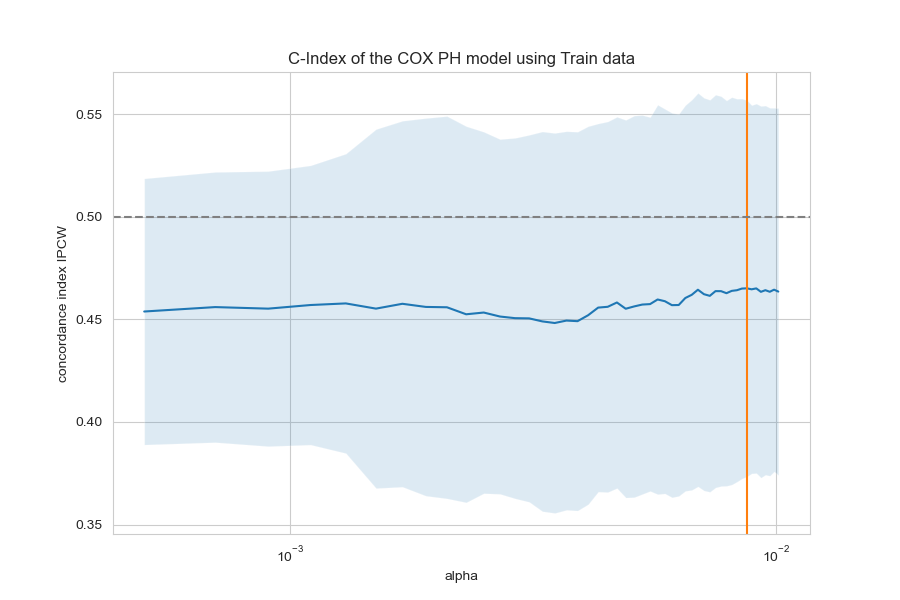 C-Index of the COX PH model using Train data
concordance index IPCW
0.55
0.50
0.45
0.40
0.35
10⁻³
10⁻²
alpha